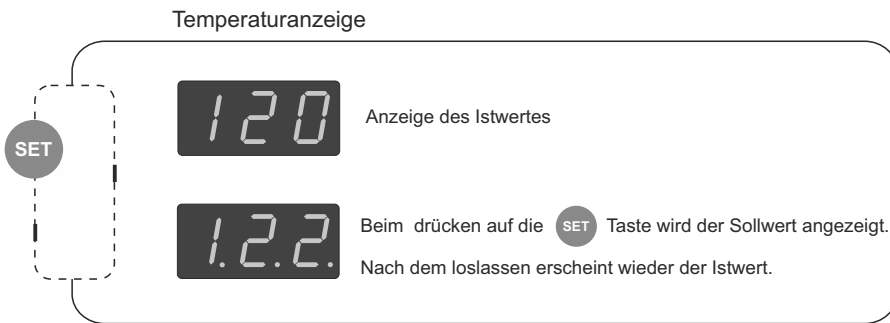 Temperaturanzeige
120
Anzeige des Istwertes
SET
1.2.2.
Beim drücken auf die SET Taste wird der Sollwert angezeigt.
Nach dem loslassen erscheint wieder der Istwert.